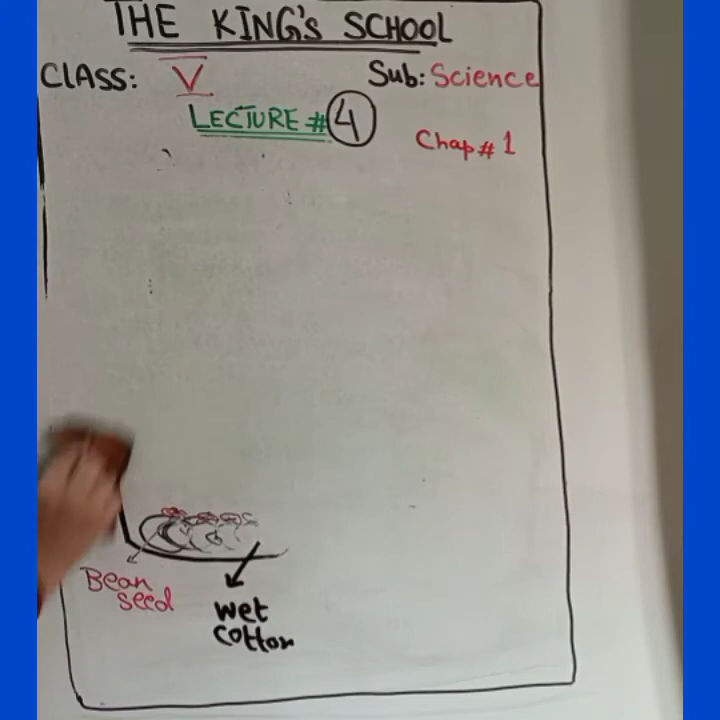 THE KING'S SCHOOL
CLASS: V
Sub: Science
LECTURE # 4
Chap # 1
Bean
seed
wet
cotton